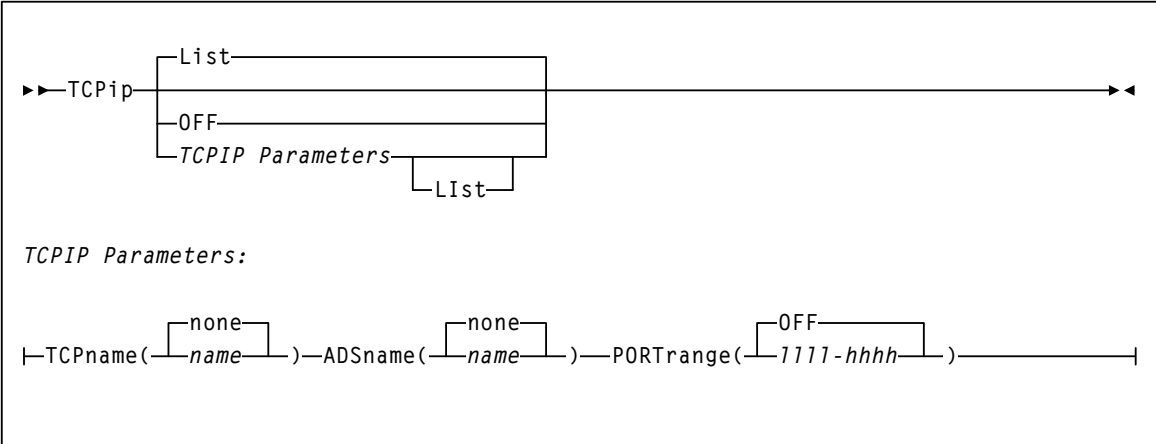 List
TCPip
OFF
TCPIP Parameters
LIst
TCPIP Parameters:
none none OFF
TCPname( name ) ADSname( name ) PORTrange( llll-hhhh )